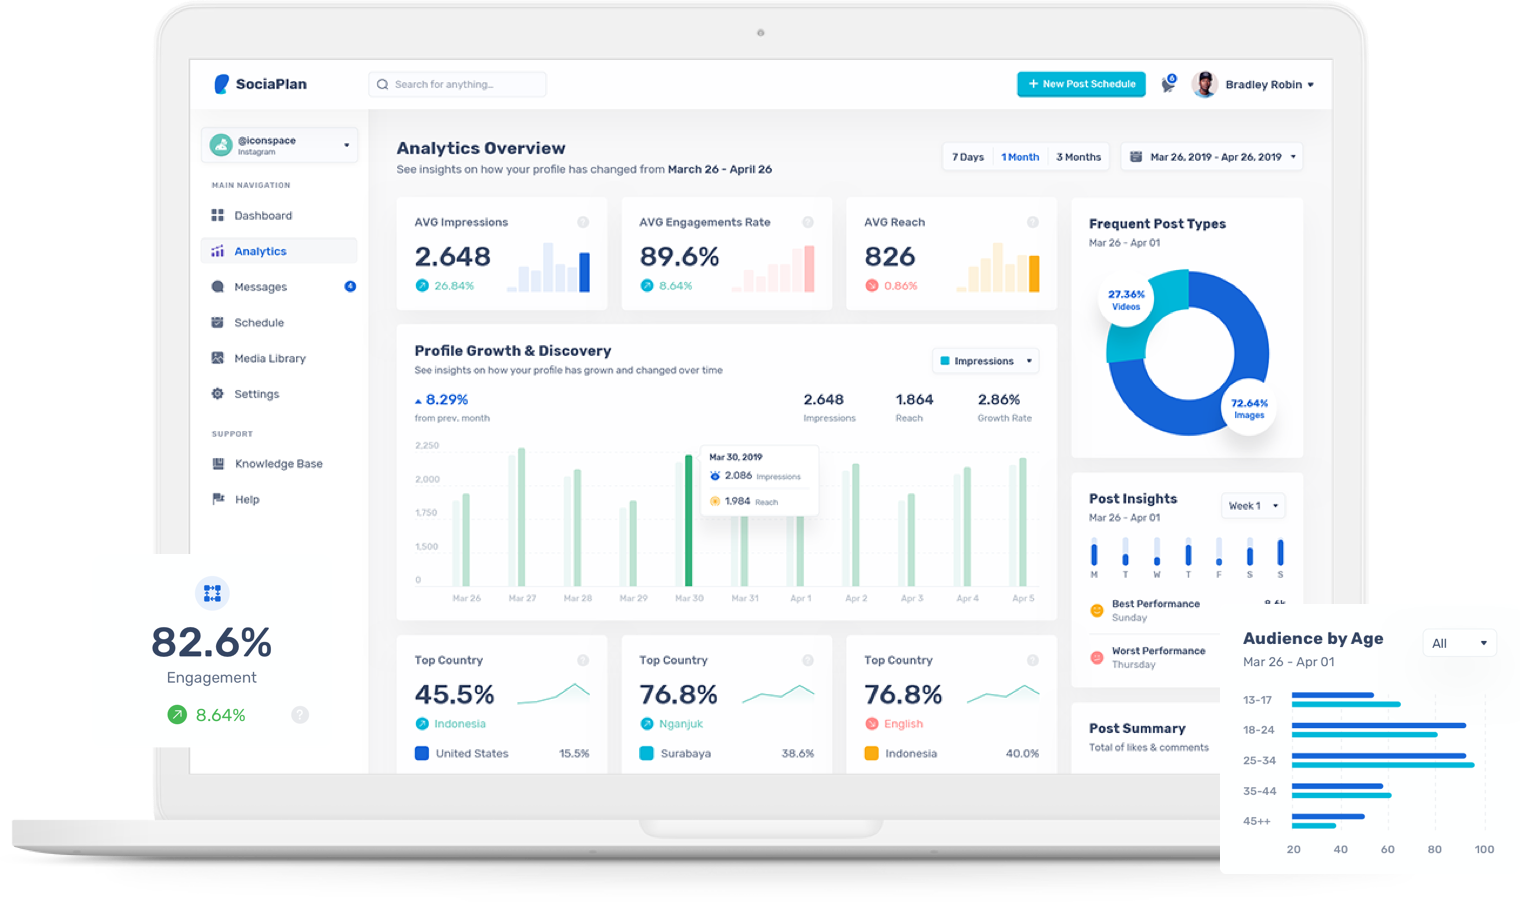 SociaPlan
Search for anything...
+ New Post Schedule
6
Bradley Robin
@iconspace
Instagram
MAIN NAVIGATION
Dashboard
Analytics
Messages
4
Schedule
Media Library
Settings
SUPPORT
Knowledge Base
Help
Analytics Overview
See insights on how your profile has changed from March 26 - April 26
7 Days
1 Month
3 Months
Mar 26, 2019 - Apr 26, 2019
AVG Impressions
?
2.648
26.84%
AVG Engagements Rate
?
89.6%
8.64%
AVG Reach
?
826
0.86%
Profile Growth & Discovery
See insights on how your profile has grown and changed over time
Impressions
8.29%
from prev. month
2.648
Impressions
1.864
Reach
2.86%
Growth Rate
2,250
2,000
1,750
1,500
0
Mar 30, 2019
2.086 Impressions
1.984 Reach
Mar 26
Mar 27
Mar 28
Mar 29
Mar 30
Mar 31
Apr 1
Apr 2
Apr 3
Apr 4
Apr 5
Top Country
?
45.5%
Indonesia
United States
15.5%
Top Country
?
76.8%
Nganjuk
Surabaya
38.6%
Top Country
?
76.8%
English
Indonesia
40.0%
Frequent Post Types
Mar 26 - Apr 01
27.36%
Videos
72.64%
Images
Post Insights
Mar 26 - Apr 01
Week 1
M T W T F S S
Best Performance
Sunday
Worst Performance
Thursday
Post Summary
Total of likes & comments
82.6%
Engagement
8.64%
?
Audience by Age
Mar 26 - Apr 01
All
13-17
18-24
25-34
35-44
45++
20 40 60 80 100